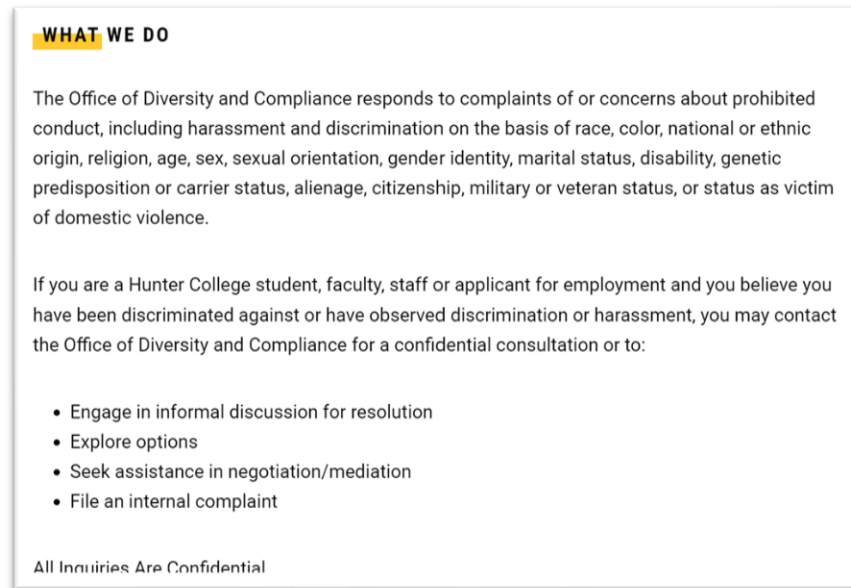 WHAT WE DO
The Office of Diversity and Compliance responds to complaints of or concerns about prohibited
conduct, including harassment and discrimination on the basis of race, color, national or ethnic
origin, religion, age, sex, sexual orientation, gender identity, marital status, disability, genetic
predisposition or carrier status, alienage, citizenship, military or veteran status, or status as victim
of domestic violence.
If you are a Hunter College student, faculty, staff or applicant for employment and you believe you
have been discriminated against or have observed discrimination or harassment, you may contact
the Office of Diversity and Compliance for a confidential consultation or to:
• Engage in informal discussion for resolution
• Explore options
• Seek assistance in negotiation/mediation
• File an internal complaint
All Inquiries Are Confidential